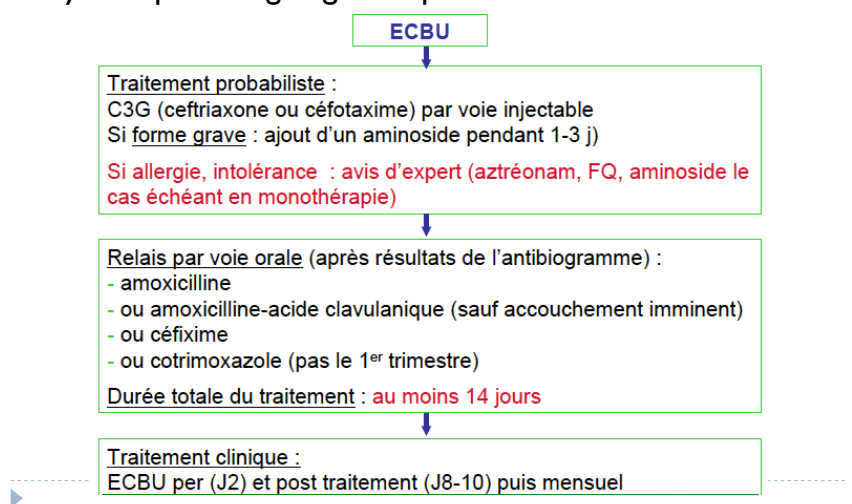 ECBU
Traitement probabiliste :
C3G (ceftriaxone ou céfotaxime) par voie injectable
Si forme grave : ajout d'un aminoside pendant 1-3 j)
Si allergie, intolérance : avis d'expert (aztréonam, FQ, aminoside le
cas échéant en monothérapie)
Relais par voie orale (après résultats de l'antibiogramme) :
- amoxicilline
- ou amoxicilline-acide clavulanique (sauf accouchement imminent)
- ou céfixime
- ou cotrimoxazole (pas le 1er trimestre)
Durée totale du traitement : au moins 14 jours
Traitement clinique :
ECBU per (J2) et post traitement (J8-10) puis mensuel